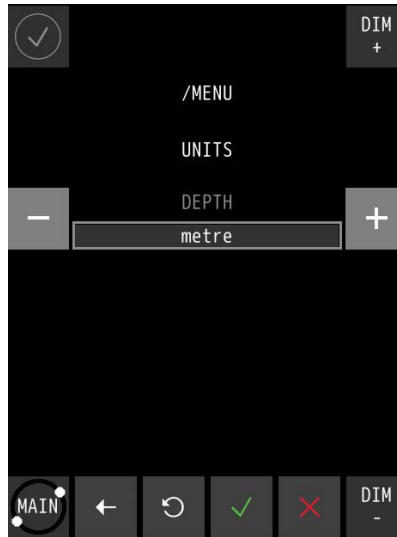 DIM
+
/MENU
UNITS
DEPTH
− +
metre
MAIN
DIM
-